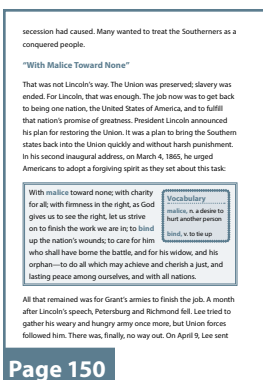 secession had caused. Many wanted to treat the Southerners as a
conquered people.
"With Malice Toward None"
That was not Lincoln's way. The Union was preserved; slavery was
ended. For Lincoln, that was enough. The job now was to get back
to being one nation, the United States of America, and to fulfill
that nation's promise of greatness. President Lincoln announced
his plan for restoring the Union. It was a plan to bring the Southern
states back into the Union quickly and without harsh punishment.
In his second inaugural address, on March 4, 1865, he urged
Americans to adopt a forgiving spirit as they set about this task:
With malice toward none; with charity
for all; with firmness in the right, as God
gives us to see the right, let us strive
on to finish the work we are in; to bind
up the nation's wounds; to care for him
who shall have borne the battle, and for his widow, and his
orphan—to do all which may achieve and cherish a just, and
lasting peace among ourselves, and with all nations.
Vocabulary
malice, n. a desire to
hurt another person
bind, v. to tie up
All that remained was for Grant's armies to finish the job. A month
after Lincoln's speech, Petersburg and Richmond fell. Lee tried to
gather his weary and hungry army once more, but Union forces
followed him. There was, finally, no way out. On April 9, Lee sent
Page 150